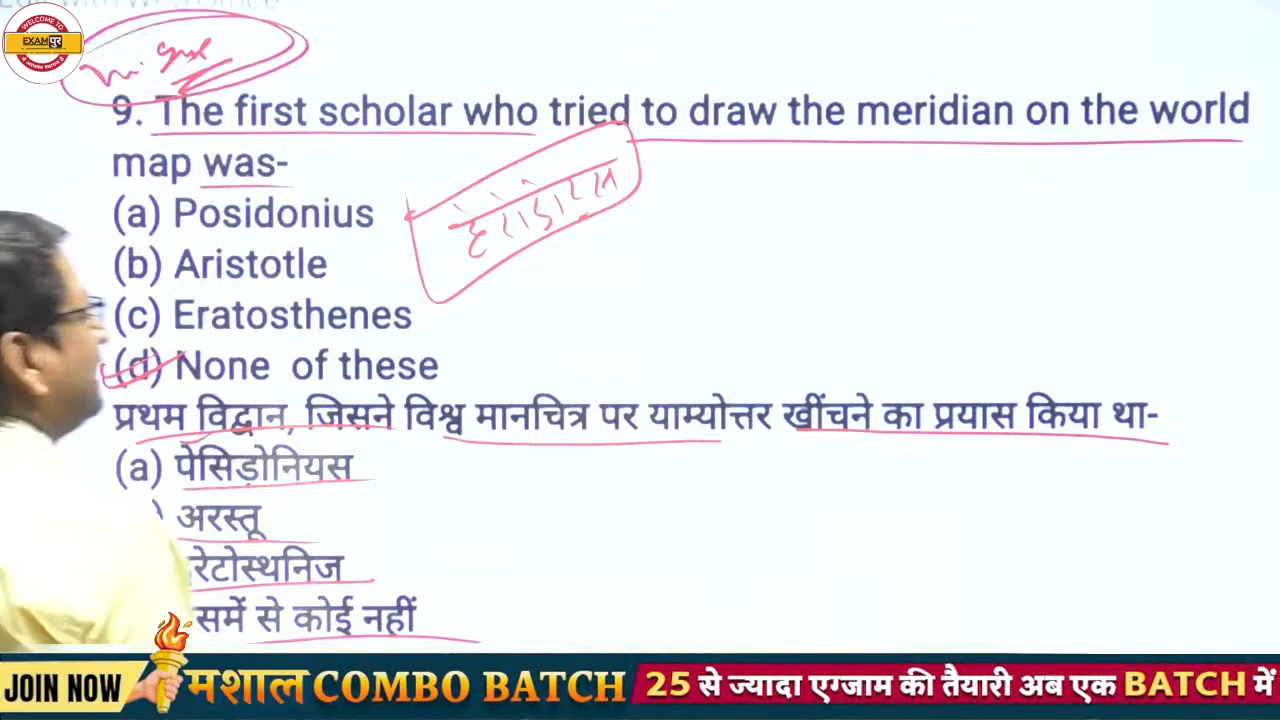 WELCOME TO
EXAMपुर
9. The first scholar who tried to draw the meridian on the world
map was-
(a) Posidonius
हेरोडोटस
(b) Aristotle
(c) Eratosthenes
(d) None of these
प्रथम विद्वान, जिसने विश्व मानचित्र पर याम्योत्तर खींचने का प्रयास किया था-
(a) पेसिड़ोनियस
) अरस्तू
रेटोस्थनिज
समें से कोई नहीं
JOIN NOW मशाल COMBO BATCH 25 से ज्यादा एग्जाम की तैयारी अब एक BATCH में